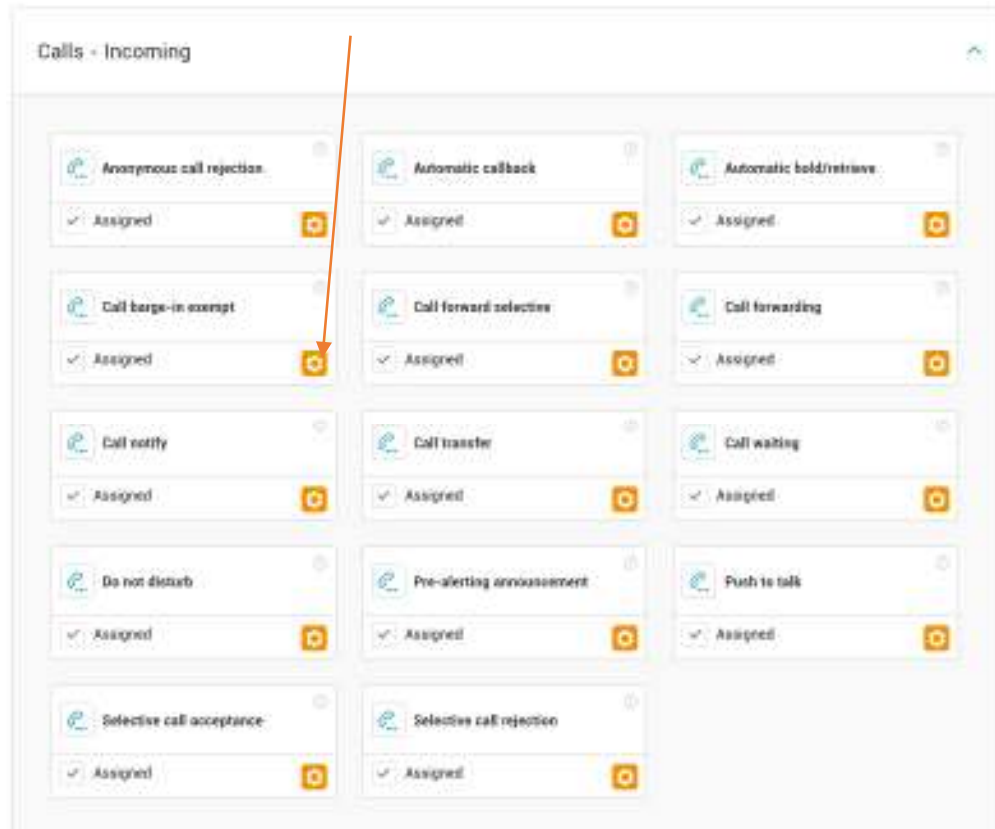 Calls - Incoming
Anonymous call rejection
Automatic callback
Automatic hold/retrieve
Assigned
Assigned
Assigned
Call barge-in exempt
Call forward selective
Call forwarding
Assigned
Assigned
Assigned
Call notify
Call transfer
Call waiting
Assigned
Assigned
Assigned
Do not disturb
Pre-alerting announcement
Push to talk
Assigned
Assigned
Assigned
Selective call acceptance
Selective call rejection
Assigned
Assigned